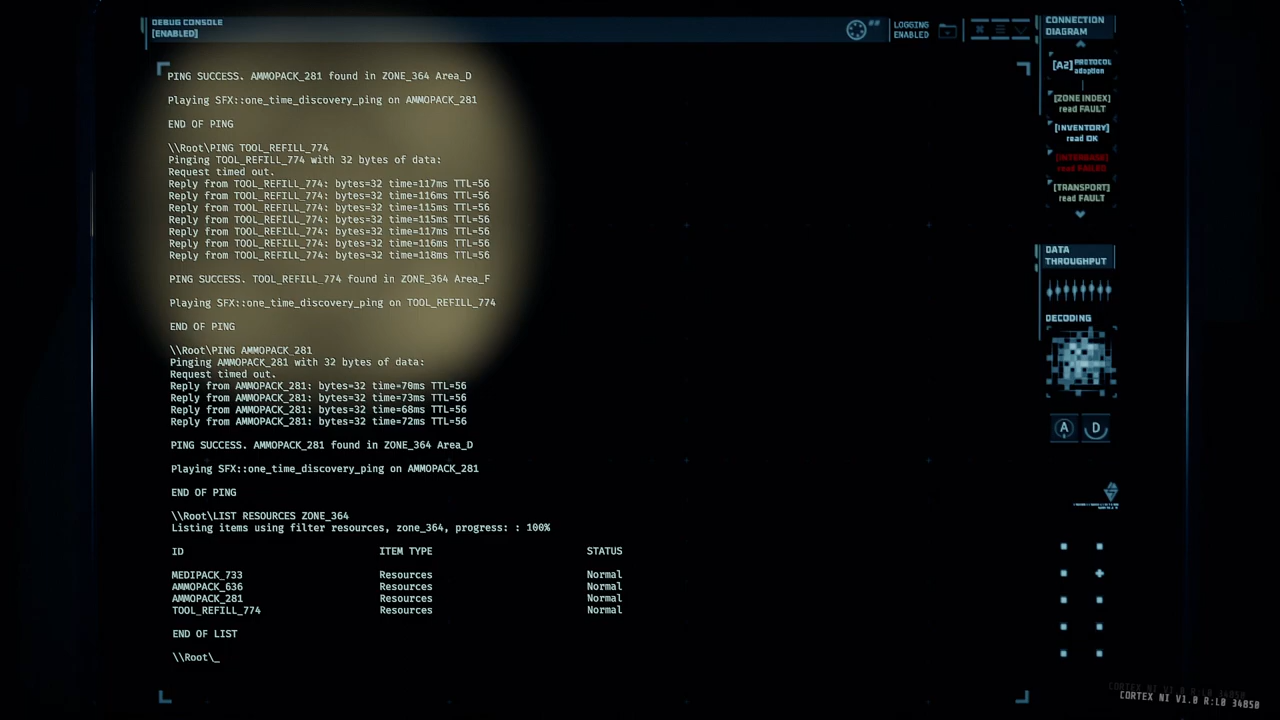 DEBUG CONSOLE
[ENABLED]
LOGGING
ENABLED
PING SUCCESS. AMMOPACK_281 found in ZONE_364 Area_D
Playing SFX::one_time_discovery_ping on AMMOPACK_281
END OF PING
\\Root\PING TOOL_REFILL_774
Pinging TOOL_REFILL_774 with 32 bytes of data:
Request timed out.
Reply from TOOL_REFILL_774: bytes=32 time=117ms TTL=56
Reply from TOOL_REFILL_774: bytes=32 time=116ms TTL=56
Reply from TOOL_REFILL_774: bytes=32 time=115ms TTL=56
Reply from TOOL_REFILL_774: bytes=32 time=115ms TTL=56
Reply from TOOL_REFILL_774: bytes=32 time=117ms TTL=56
Reply from TOOL_REFILL_774: bytes=32 time=116ms TTL=56
Reply from TOOL_REFILL_774: bytes=32 time=118ms TTL=56
PING SUCCESS. TOOL_REFILL_774 found in ZONE_364 Area_F
Playing SFX::one_time_discovery_ping on TOOL_REFILL_774
END OF PING
\\Root\PING AMMOPACK_281
Pinging AMMOPACK_281 with 32 bytes of data:
Request timed out.
Reply from AMMOPACK_281: bytes=32 time=70ms TTL=56
Reply from AMMOPACK_281: bytes=32 time=73ms TTL=56
Reply from AMMOPACK_281: bytes=32 time=68ms TTL=56
Reply from AMMOPACK_281: bytes=32 time=72ms TTL=56
PING SUCCESS. AMMOPACK_281 found in ZONE_364 Area_D
Playing SFX::one_time_discovery_ping on AMMOPACK_281
END OF PING
\\Root\LIST RESOURCES ZONE_364
Listing items using filter resources, zone_364, progress: : 100%
ID ITEM TYPE STATUS
MEDIPACK_733 Resources Normal
AMMOPACK_636 Resources Normal
AMMOPACK_281 Resources Normal
TOOL_REFILL_774 Resources Normal
END OF LIST
\\Root\_
CONNECTION
DIAGRAM
[A2] PROTOCOL
adoption
[ZONE INDEX]
read FAULT
[INVENTORY]
read OK
[INTERBASE]
read FAILED
[TRANSPORT]
read FAULT
DATA
THROUGHPUT
DECODING
A D
CORTEX NI V1.0 R:L0 34850